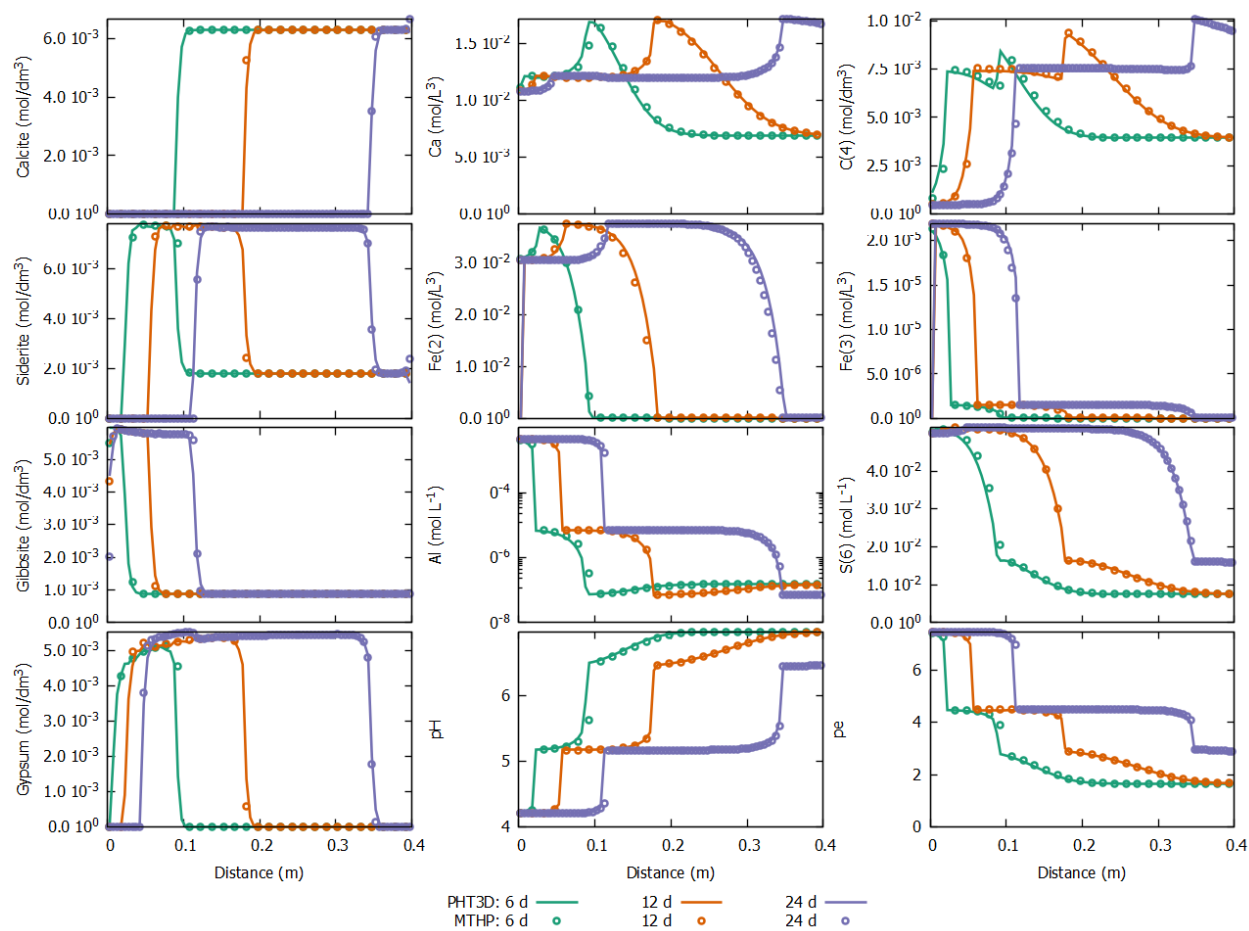 Calcite (mol/dm³)
6.0 10⁻³
4.0 10⁻³
2.0 10⁻³
0.0 10⁰
Ca (mol/L³)
1.5 10⁻²
1.0 10⁻²
5.0 10⁻³
0.0 10⁰
C(4) (mol/dm³)
1.0 10⁻²
7.5 10⁻³
5.0 10⁻³
2.5 10⁻³
0.0 10⁰
Siderite (mol/dm³)
6.0 10⁻³
4.0 10⁻³
2.0 10⁻³
0.0 10⁰
Fe(2) (mol/L³)
3.0 10⁻²
2.0 10⁻²
1.0 10⁻²
0.0 10⁰
Fe(3) (mol/L³)
2.0 10⁻⁵
1.5 10⁻⁵
1.0 10⁻⁵
5.0 10⁻⁶
0.0 10⁰
Gibbsite (mol/dm³)
5.0 10⁻³
4.0 10⁻³
3.0 10⁻³
2.0 10⁻³
1.0 10⁻³
0.0 10⁰
Al (mol L⁻¹)
0⁻⁴
0⁻⁶
0⁻⁸
S(6) (mol L⁻¹)
4.0 10⁻²
3.0 10⁻²
2.0 10⁻²
1.0 10⁻²
0.0 10⁰
Gypsum (mol/dm³)
5.0 10⁻³
4.0 10⁻³
3.0 10⁻³
2.0 10⁻³
1.0 10⁻³
0.0 10⁰
pH
6
5
4
pe
6
4
2
0
0 0.1 0.2 0.3 0.4
0 0.1 0.2 0.3 0.4
0 0.1 0.2 0.3 0.4
Distance (m)
Distance (m)
Distance (m)
PHT3D: 6 d 12 d 24 d
MTHP: 6 d 12 d 24 d